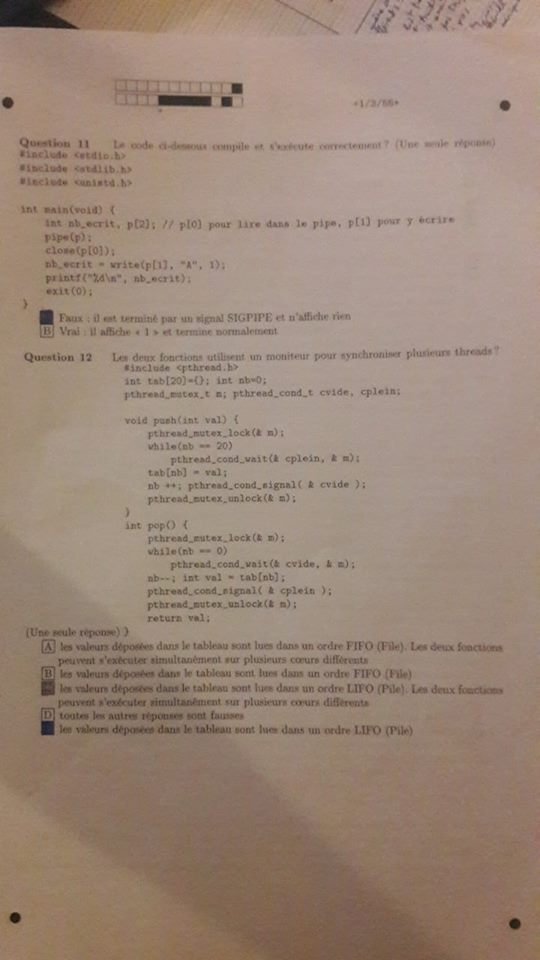 +1/3/55+
Question 11 Le code ci-dessous compile et s'exécute correctement ? (Une seule réponse)
#include <stdio.h>
#include <stdlib.h>
#include <unistd.h>
int main(void) {
int nb_ecrit, p[2]; // p[0] pour lire dans le pipe, p[1] pour y écrire
pipe(p);
close(p[0]);
nb_ecrit = write(p[1], "A", 1);
printf("%d\n", nb_ecrit);
exit(0);
}
Faux : il est terminé par un signal SIGPIPE et n'affiche rien
B Vrai : il affiche « 1 » et termine normalement
Question 12 Les deux fonctions utilisent un moniteur pour synchroniser plusieurs threads ?
#include <pthread.h>
int tab[20]={}; int nb=0;
pthread_mutex_t m; pthread_cond_t cvide, cplein;
void push(int val) {
pthread_mutex_lock(& m);
while(nb == 20)
pthread_cond_wait(& cplein, & m);
tab[nb] = val;
nb ++; pthread_cond_signal( & cvide );
pthread_mutex_unlock(& m);
}
int pop() {
pthread_mutex_lock(& m);
while(nb == 0)
pthread_cond_wait(& cvide, & m);
nb--; int val = tab[nb];
pthread_cond_signal( & cplein );
pthread_mutex_unlock(& m);
return val;
(Une seule réponse) }
A les valeurs déposées dans le tableau sont lues dans un ordre FIFO (File). Les deux fonctions
peuvent s'exécuter simultanément sur plusieurs cœurs différents
B les valeurs déposées dans le tableau sont lues dans un ordre FIFO (File)
les valeurs déposées dans le tableau sont lues dans un ordre LIFO (Pile). Les deux fonctions
peuvent s'exécuter simultanément sur plusieurs cœurs différents
D toutes les autres réponses sont fausses
les valeurs déposées dans le tableau sont lues dans un ordre LIFO (Pile)